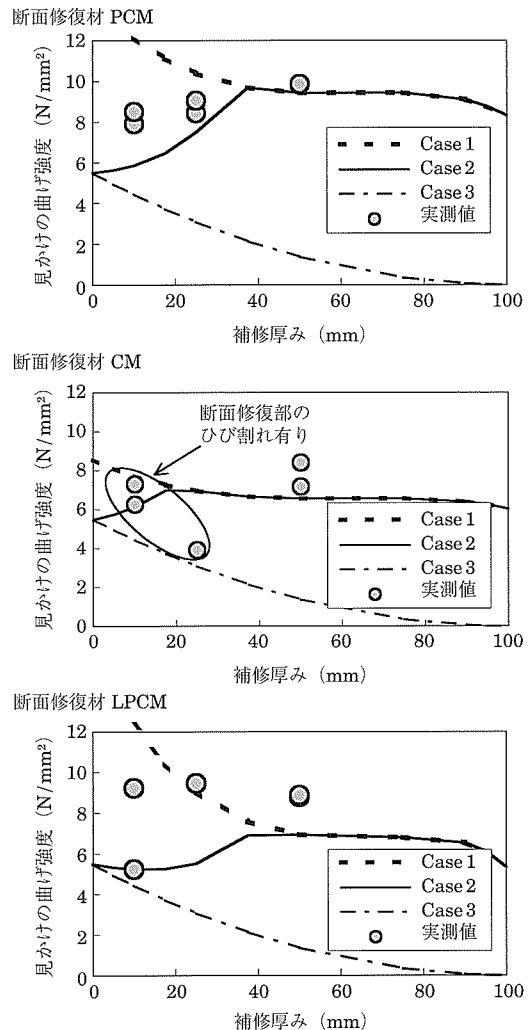 断面修復材 PCM
見かけの曲げ強度 (N/mm²)
12
10
8
6
4
2
0
Case 1
Case 2
Case 3
実測値
0 20 40 60 80 100
補修厚み (mm)
断面修復材 CM
見かけの曲げ強度 (N/mm²)
12
10
8
6
4
2
0
断面修復部の
ひび割れ有り
Case 1
Case 2
Case 3
実測値
0 20 40 60 80 100
補修厚み (mm)
断面修復材 LPCM
見かけの曲げ強度 (N/mm²)
12
10
8
6
4
2
0
Case 1
Case 2
Case 3
実測値
0 20 40 60 80 100
補修厚み (mm)